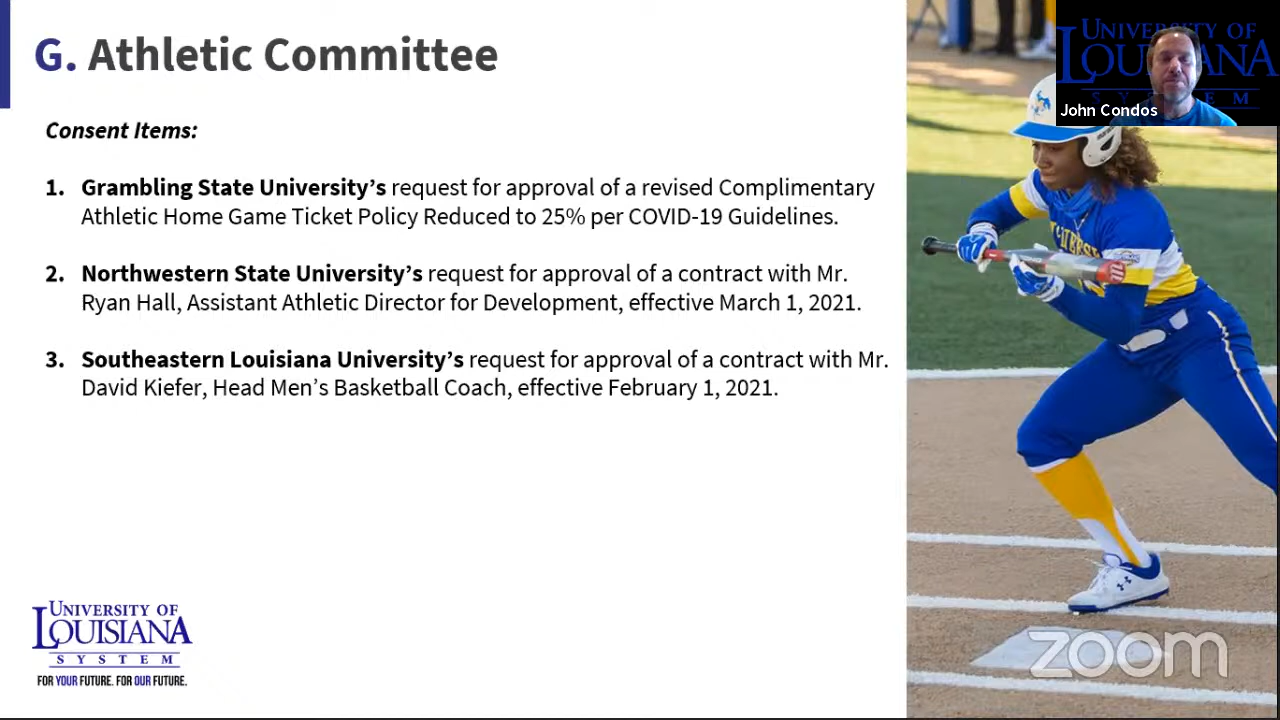 G. Athletic Committee
Consent Items:
1. Grambling State University’s request for approval of a revised Complimentary
Athletic Home Game Ticket Policy Reduced to 25% per COVID-19 Guidelines.
2. Northwestern State University’s request for approval of a contract with Mr.
Ryan Hall, Assistant Athletic Director for Development, effective March 1, 2021.
3. Southeastern Louisiana University’s request for approval of a contract with Mr.
David Kiefer, Head Men’s Basketball Coach, effective February 1, 2021.
UNIVERSITY OF
LOUISIANA
SYSTEM
FOR YOUR FUTURE. FOR OUR FUTURE.
UNIVERSITY OF
LOUISIANA
John Condos
zoom